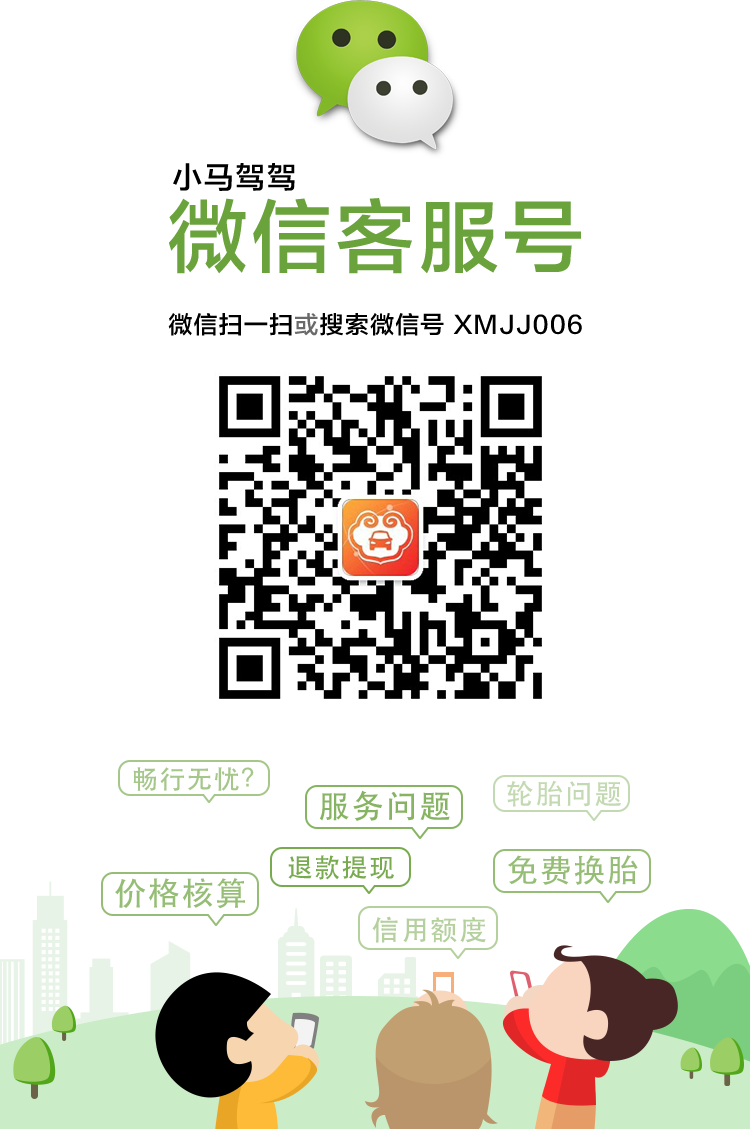 小马驾驾
微信客服号
微信扫一扫或搜索微信号 XMJJ006
畅行无忧?
服务问题
轮胎问题
退款提现
免费换胎
价格核算
信用额度